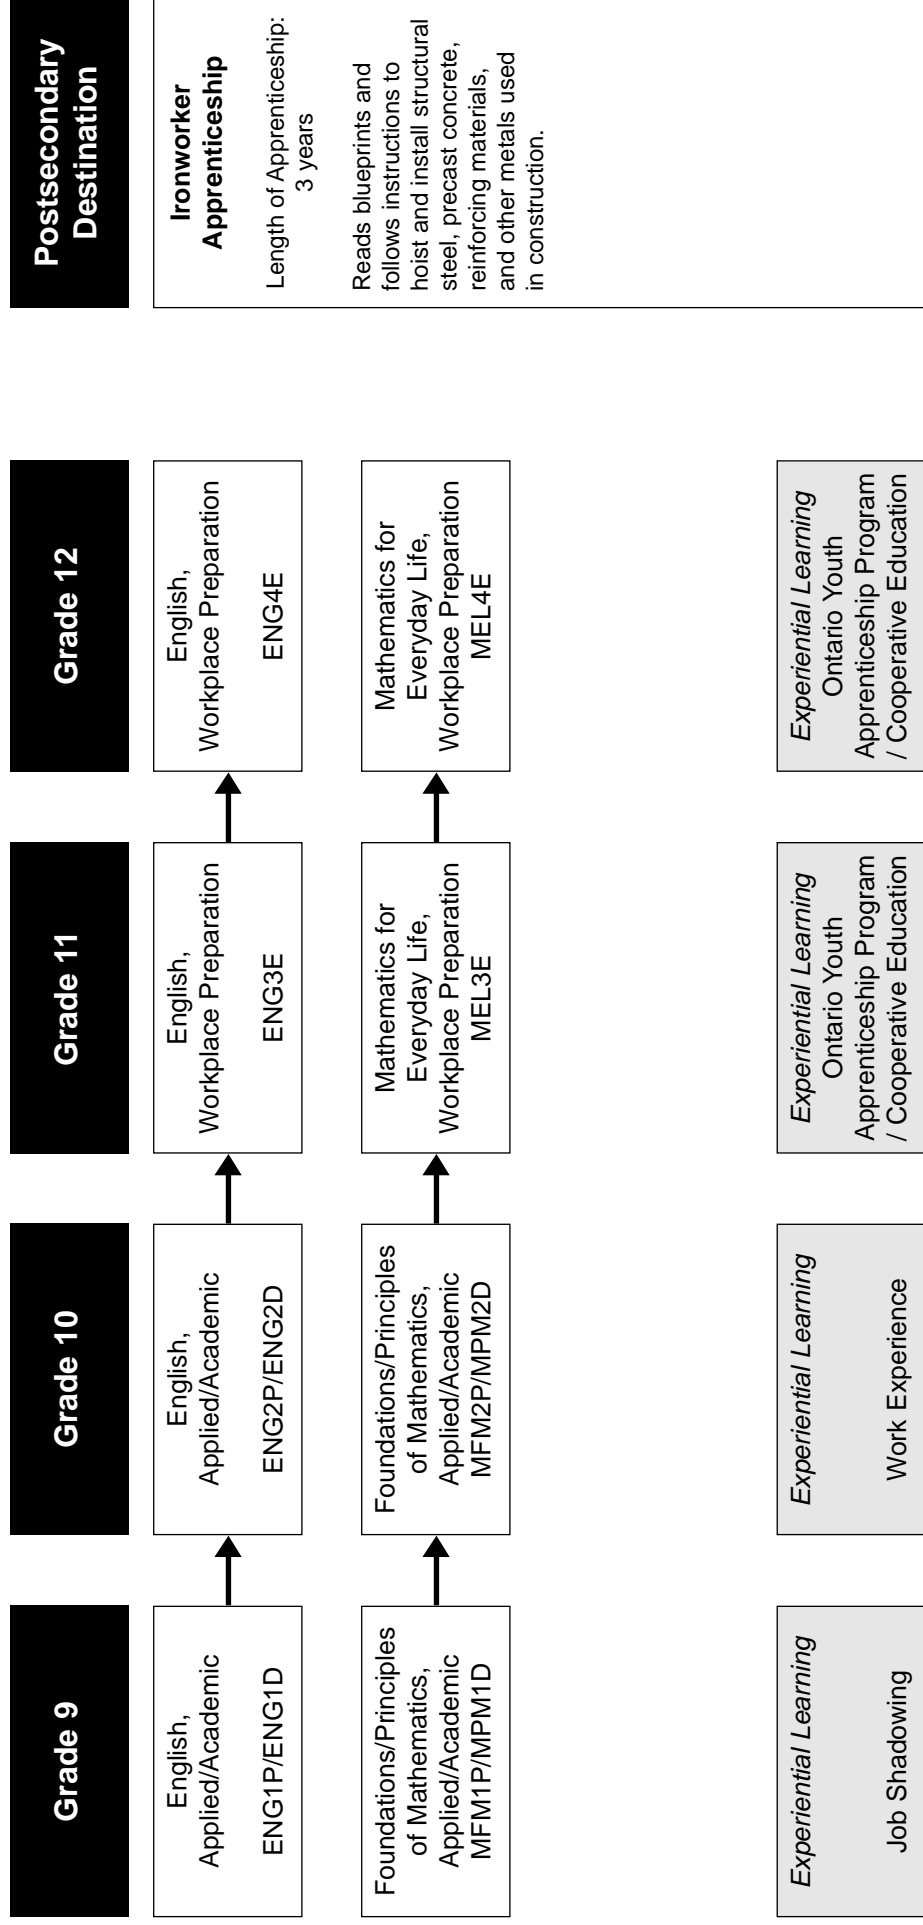 Grade 9
Grade 10
Grade 11
Grade 12
Postsecondary
Destination
English,
Applied/Academic
ENG1P/ENG1D
English,
Applied/Academic
ENG2P/ENG2D
English,
Workplace Preparation
ENG3E
English,
Workplace Preparation
ENG4E
Ironworker
Apprenticeship
Length of Apprenticeship:
3 years
Reads blueprints and
follows instructions to
hoist and install structural
steel, precast concrete,
reinforcing materials,
and other metals used
in construction.
Foundations/Principles
of Mathematics,
Applied/Academic
MFM1P/MPM1D
Foundations/Principles
of Mathematics,
Applied/Academic
MFM2P/MPM2D
Mathematics for
Everyday Life,
Workplace Preparation
MEL3E
Mathematics for
Everyday Life,
Workplace Preparation
MEL4E
Experiential Learning
Job Shadowing
Experiential Learning
Work Experience
Experiential Learning
Ontario Youth
Apprenticeship Program
/ Cooperative Education
Experiential Learning
Ontario Youth
Apprenticeship Program
/ Cooperative Education